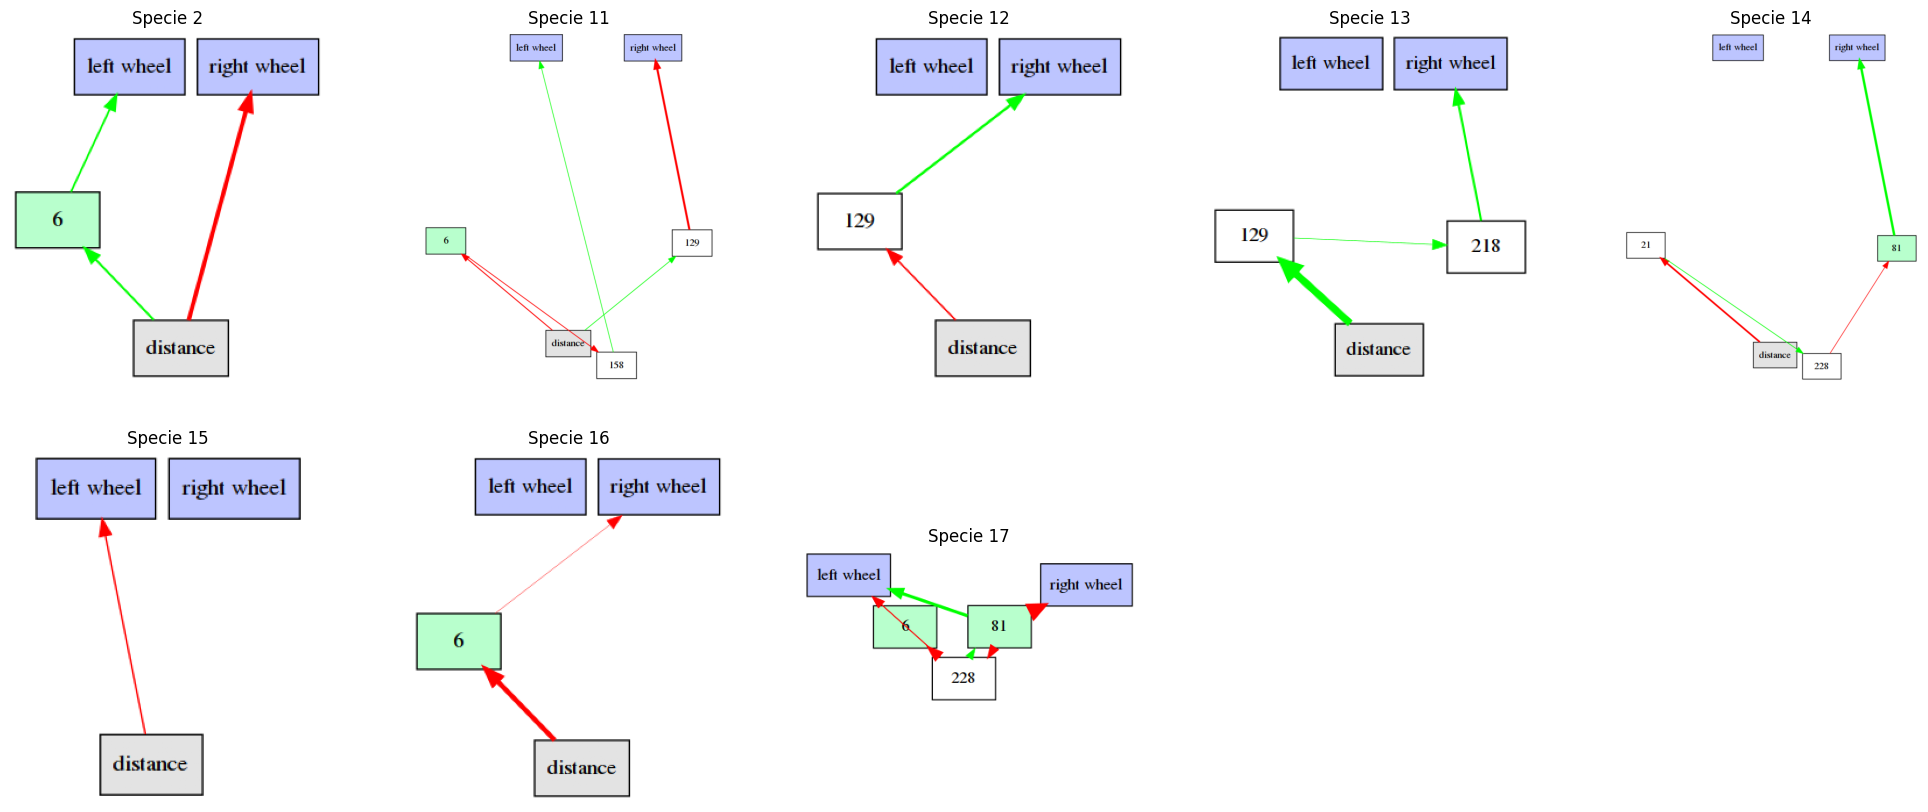 Specie 2
left wheel
right wheel
6
distance
Specie 11
left wheel
right wheel
6
129
distance
158
Specie 12
left wheel
right wheel
129
distance
Specie 13
left wheel
right wheel
129
218
distance
Specie 14
left wheel
right wheel
21
81
distance
228
Specie 15
left wheel
right wheel
distance
Specie 16
left wheel
right wheel
6
distance
Specie 17
left wheel
right wheel
6
81
228